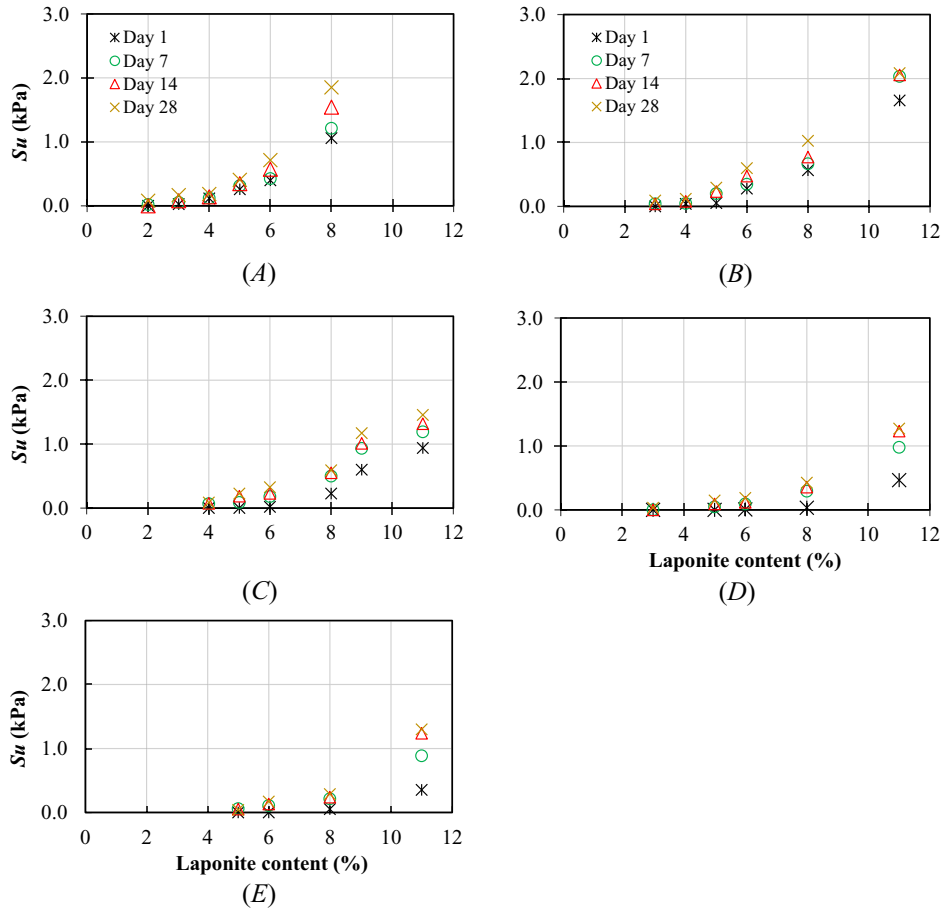 3.0 2.0 1.0 0.0
Su (kPa)
Day 1
Day 7
Day 14
Day 28
0 2 4 6 8 10 12
(A)
3.0 2.0 1.0 0.0
Su (kPa)
Day 1
Day 7
Day 14
Day 28
0 2 4 6 8 10 12
(B)
3.0 2.0 1.0 0.0
Su (kPa)
0 2 4 6 8 10 12
(C)
3.0 2.0 1.0 0.0
Su (kPa)
0 2 4 6 8 10 12
Laponite content (%)
(D)
3.0 2.0 1.0 0.0
Su (kPa)
0 2 4 6 8 10 12
Laponite content (%)
(E)